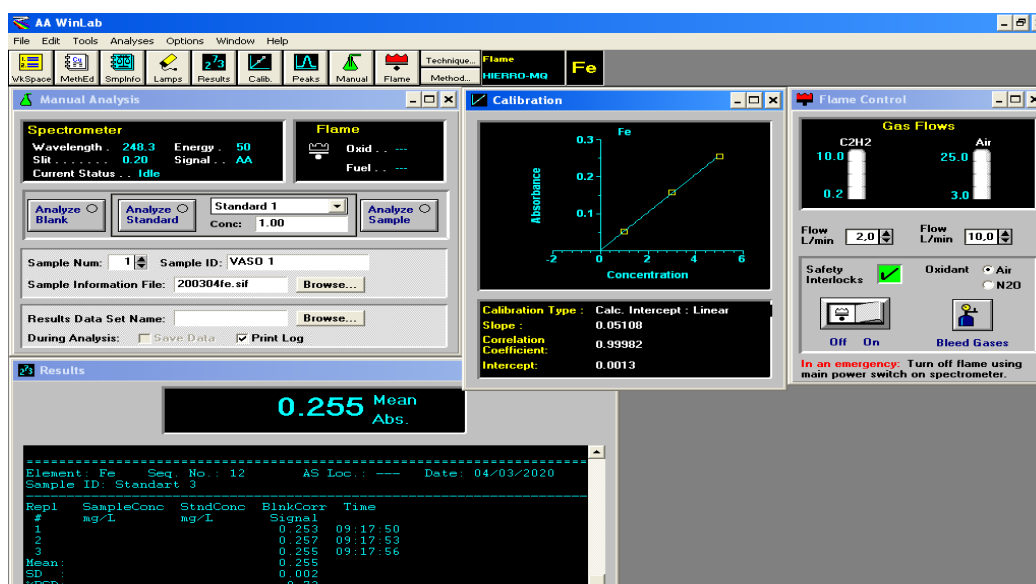 AA WinLab
File Edit Tools Analyses Options Window Help
WkSpace MethEd SmpInfo Lamps Results Calib. Peaks Manual Flame
Technique...
Method...
Flame
HIERRO-MQ
Fe
Manual Analysis
Spectrometer
Wavelength . 248.3 Energy . 50
Slit . . . . . . . 0.20 Signal . . AA
Current Status . . Idle
Flame
Oxid . . ---
Fuel . . ---
Analyze Blank
Analyze Standard
Standard 1
Conc: 1.00
Analyze Sample
Sample Num: 1 Sample ID: VASO 1
Sample Information File: 200304fe.sif Browse...
Results Data Set Name: Browse...
During Analysis: Save Data Print Log
Calibration
Fe
0.3
0.2
0.1
Absorbance
-2 0 2 4 6
Concentration
Calibration Type : Calc. Intercept : Linear
Slope : 0.05108
Correlation
Coefficient: 0.99982
Intercept: 0.0013
Flame Control
Gas Flows
C2H2 Air
10.0 25.0
0.2 3.0
Flow L/min 2,0 Flow L/min 10,0
Safety Interlocks
Oxidant Air
N2O
Off On
Bleed Gases
In an emergency: Turn off flame using
main power switch on spectrometer.
Results
0.255 Mean Abs.
Element: Fe Seq. No.: 12 AS Loc.: --- Date: 04/03/2020
Sample ID: Standart 3
Repl SampleConc StndConc BlnkCorr Time
# mg/L mg/L Signal
1 0.253 09:17:50
2 0.257 09:17:53
3 0.255 09:17:56
Mean: 0.255
SD : 0.002